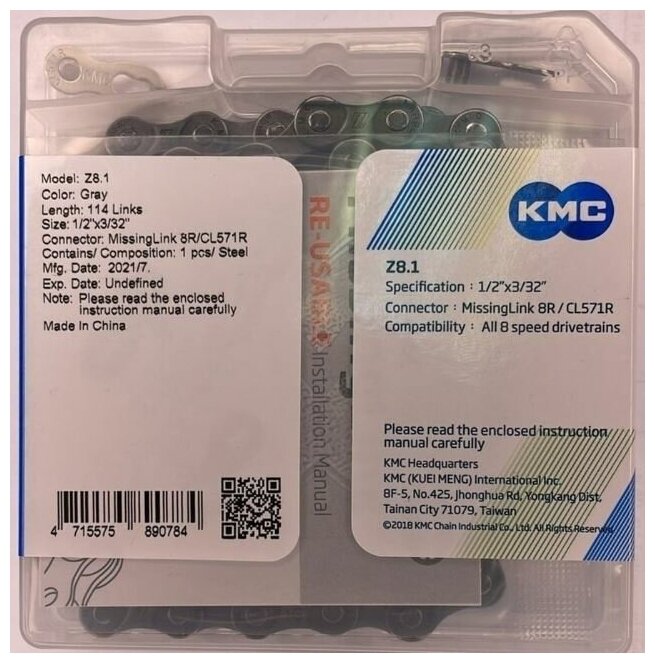 KMC
Model: Z8.1
Color: Gray
Length: 114 Links
Size: 1/2"x3/32"
Connector: MissingLink 8R/CL571R
Contains/ Composition: 1 pcs/ Steel
Mfg. Date: 2021/7.
Exp. Date: Undefined
Note: Please read the enclosed
instruction manual carefully
Made In China
4 715575 890784
RE-USAB
Installation Manual
KMC
Z8.1
Specification : 1/2"x3/32"
Connector : MissingLink 8R / CL571R
Compatibility : All 8 speed drivetrains
Please read the enclosed instruction
manual carefully
KMC Headquarters
KMC (KUEI MENG) International Inc.
8F-5, No.425, Jhonghua Rd, Yongkang Dist.
Tainan City 71079, Taiwan
©2018 KMC Chain Industrial Co., Ltd. All Rights Reserved